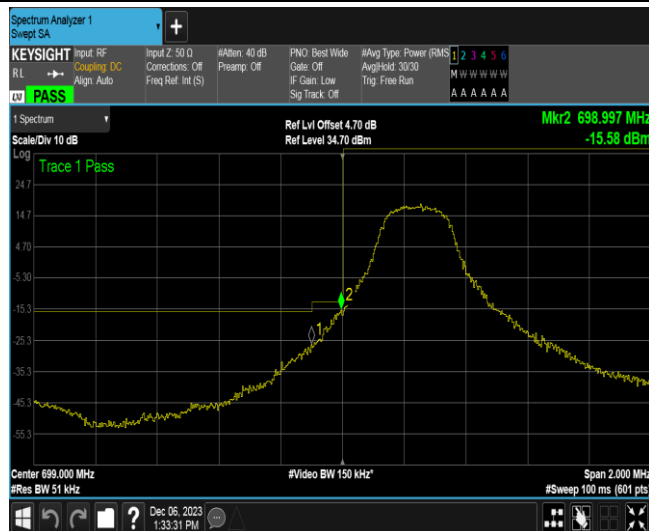 Spectrum Analyzer 1
Swept SA
+
KEYSIGHT
RL
LXI
PASS
Input: RF
Coupling: DC
Align: Auto
Input Z: 50 Ω
Corrections: Off
Freq Ref: Int (S)
#Atten: 40 dB
Preamp: Off
PNO: Best Wide
Gate: Off
IF Gain: Low
Sig Track: Off
#Avg Type: Power (RMS
Avg|Hold: 30/30
Trig: Free Run
1 2 3 4 5 6
M W W W W W
A A A A A A
1 Spectrum
Scale/Div 10 dB
Ref Lvl Offset 4.70 dB
Ref Level 34.70 dBm
Mkr2 698.997 MHz
-15.58 dBm
Log
Trace 1 Pass
24.7
14.7
4.70
-5.30
-15.3
-25.3
-35.3
-45.3
-55.3
2
1
Center 699.000 MHz
#Res BW 51 kHz
#Video BW 150 kHz*
Span 2.000 MHz
#Sweep 100 ms (601 pts)
?
Dec 06, 2023
1:33:31 PM